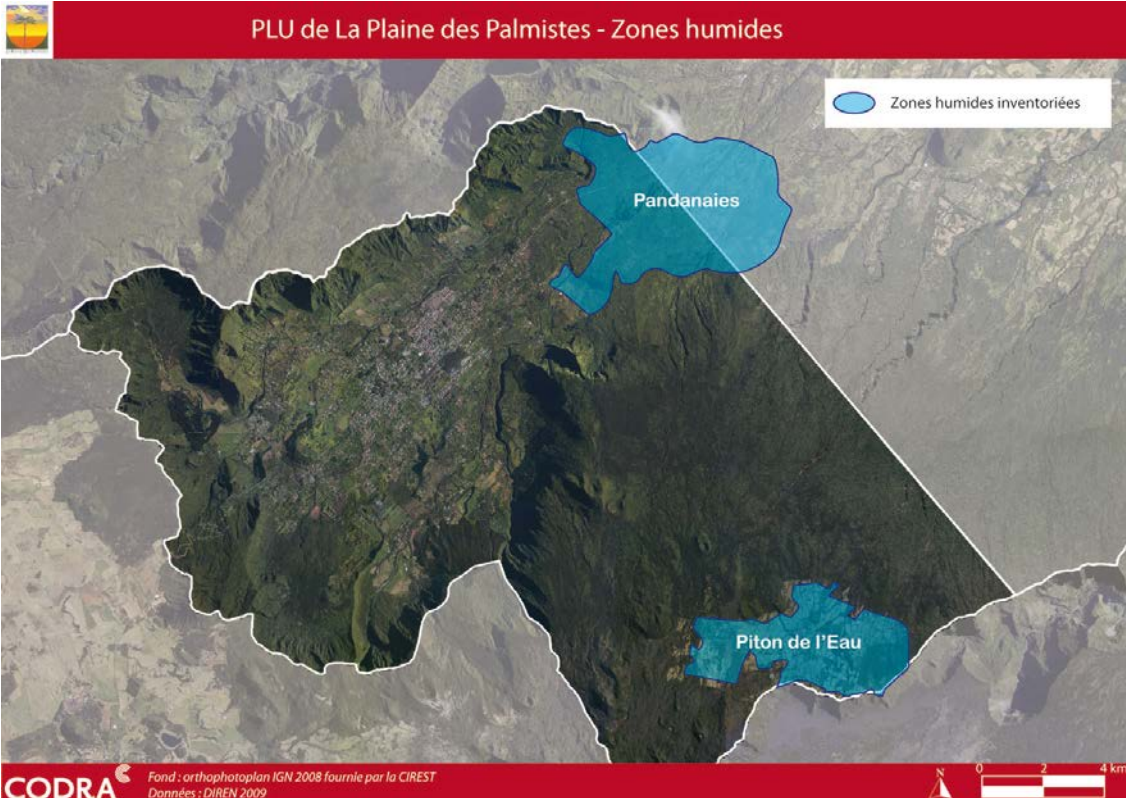 PLU de La Plaine des Palmistes - Zones humides
Zones humides inventoriées
Pandanaies
Piton de l'Eau
CODRA
Fond : orthophotoplan IGN 2008 fournie par la CIREST
Données : DIREN 2009
N
0 2 4 km